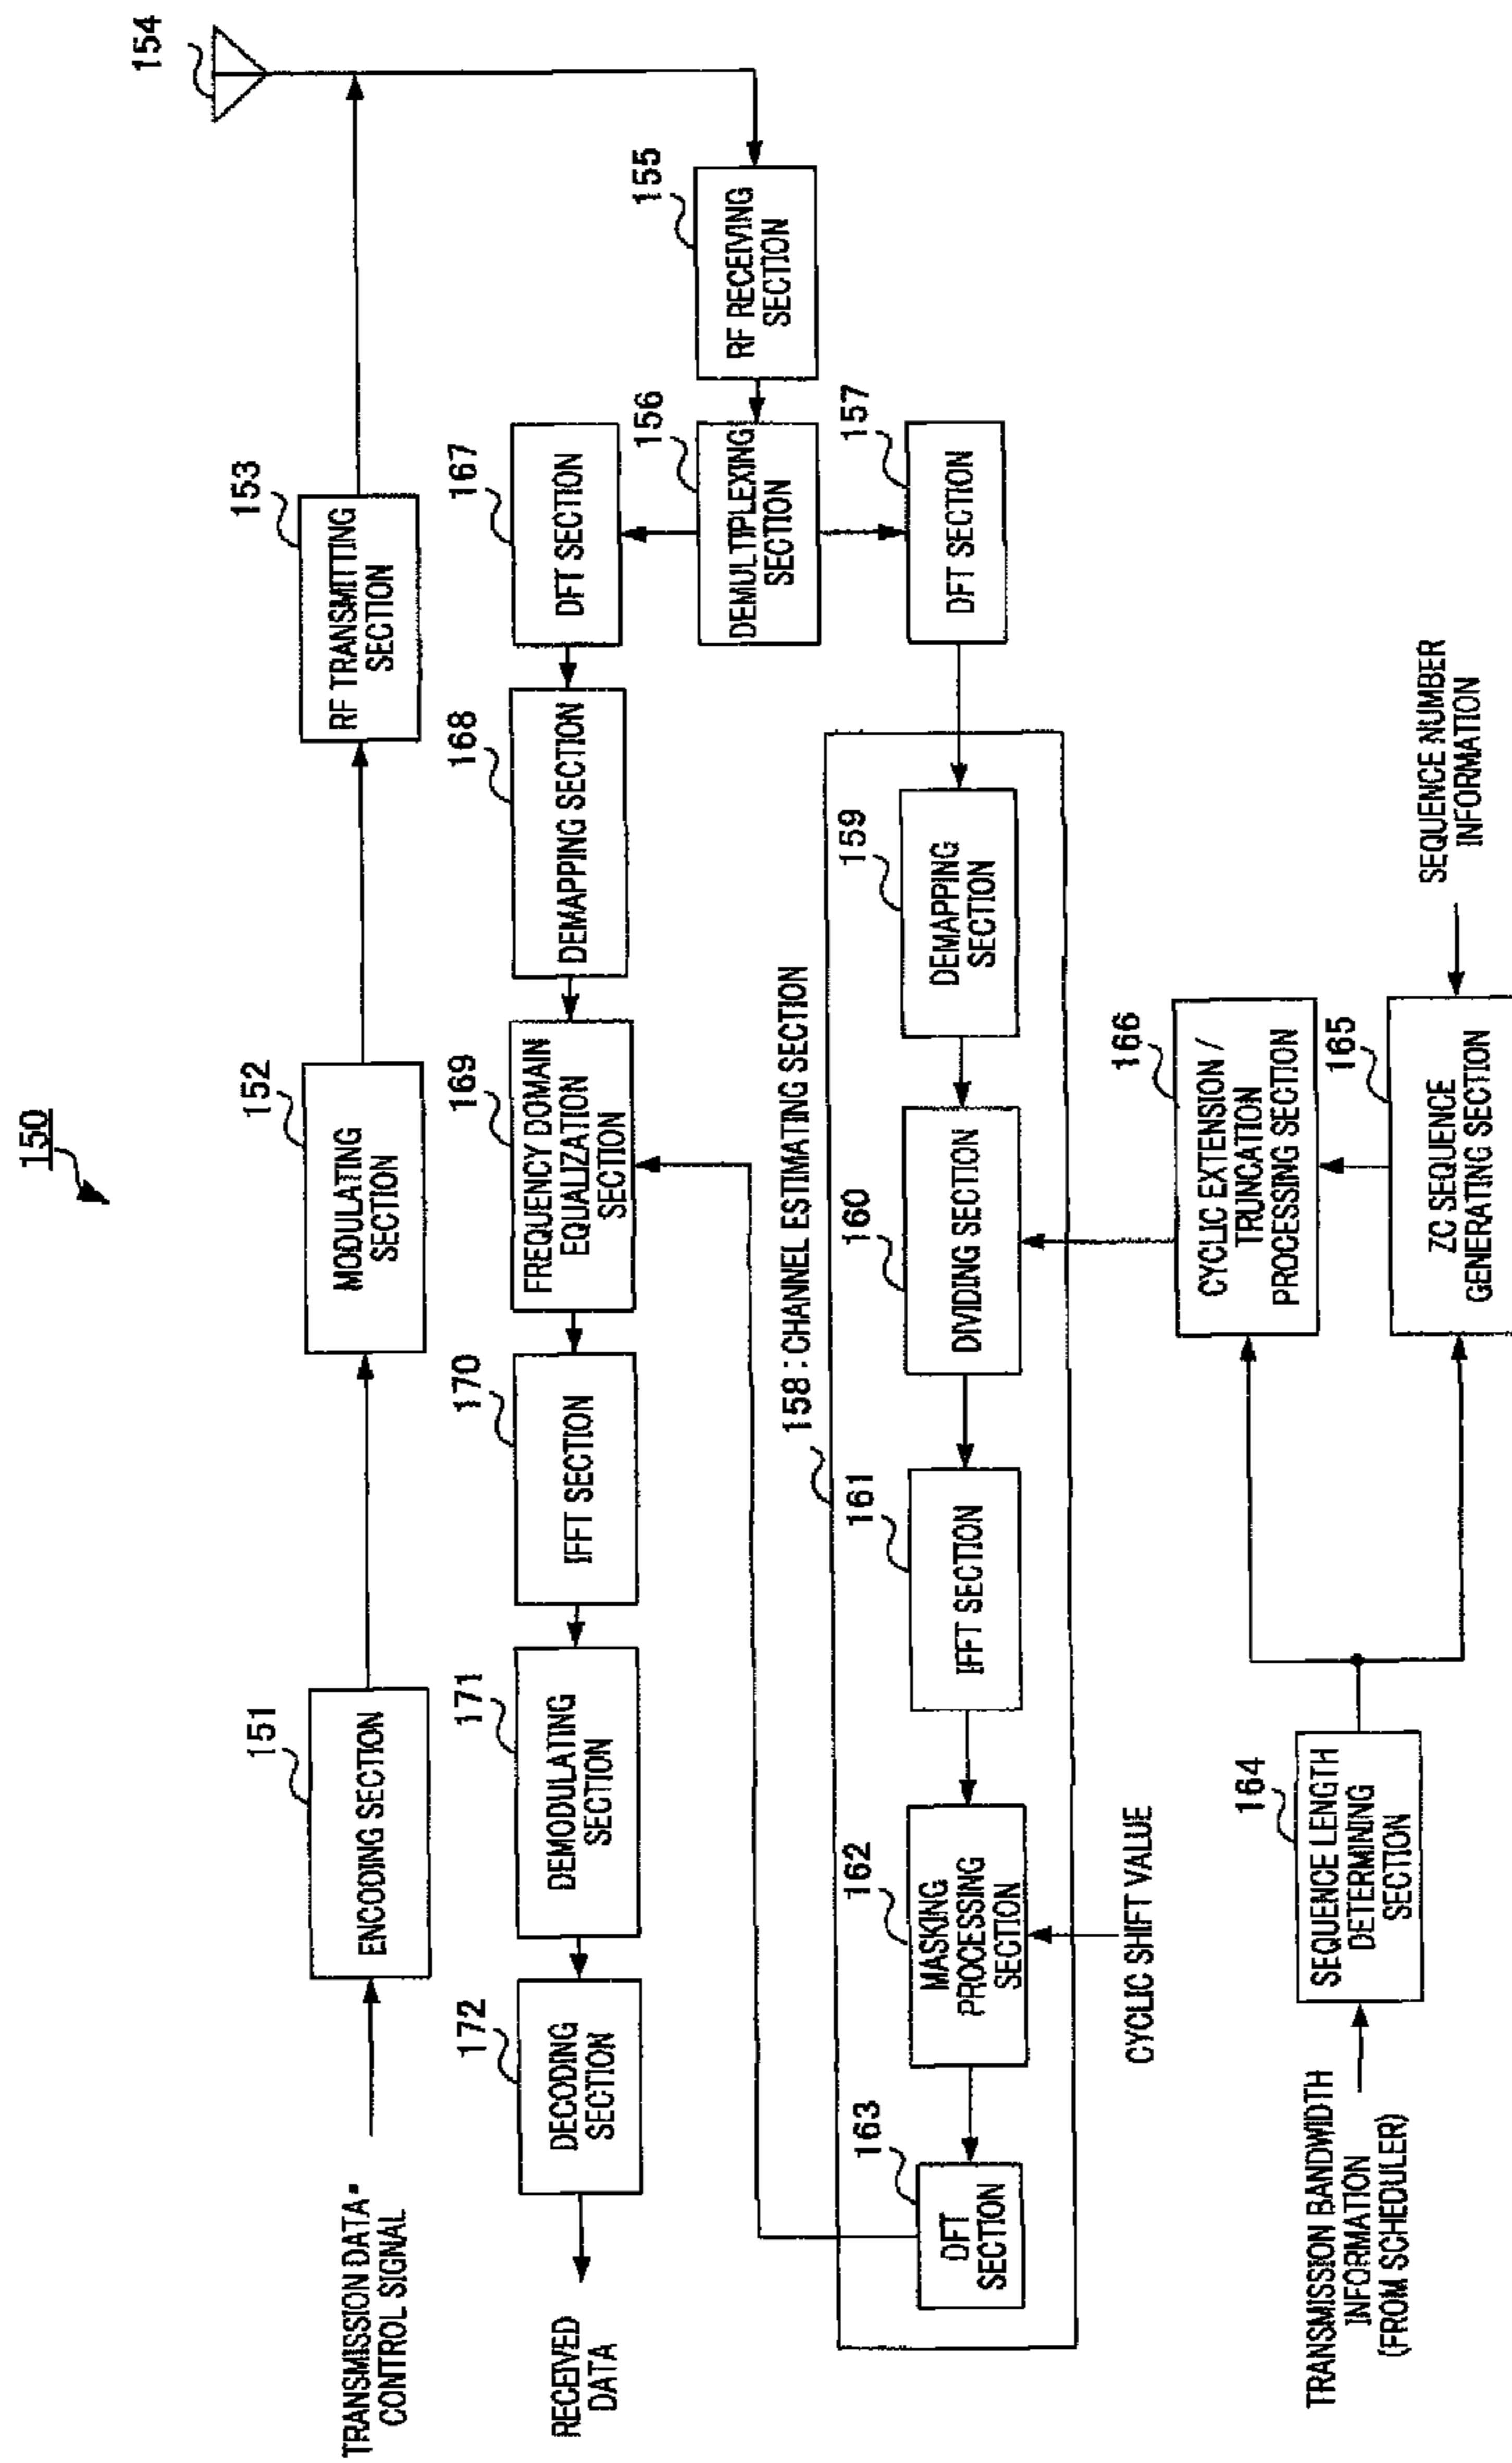 150
TRANSMISSION DATA・
CONTROL SIGNAL
151
ENCODING SECTION
152
MODULATING
SECTION
153
RF TRANSMITTING
SECTION
154
RECEIVED
DATA
172
DECODING
SECTION
171
DEMODULATING
SECTION
170
IFFT SECTION
169
FREQUENCY DOMAIN
EQUALIZATION
SECTION
168
DEMAPPING SECTION
167
DFT SECTION
156
DEMULTIPLEXING
SECTION
155
RF RECEIVING
SECTION
157
DFT SECTION
158 : CHANNEL ESTIMATING SECTION
163
DFT
SECTION
162
MASKING
PROCESSING
SECTION
161
IFFT SECTION
160
DIVIDING SECTION
159
DEMAPPING
SECTION
CYCLIC SHIFT VALUE
TRANSMISSION BANDWIDTH
INFORMATION
(FROM SCHEDULER)
164
SEQUENCE LENGTH
DETERMINING
SECTION
166
CYCLIC EXTENSION /
TRUNCATION
PROCESSING SECTION
165
ZC SEQUENCE
GENERATING SECTION
SEQUENCE NUMBER
INFORMATION